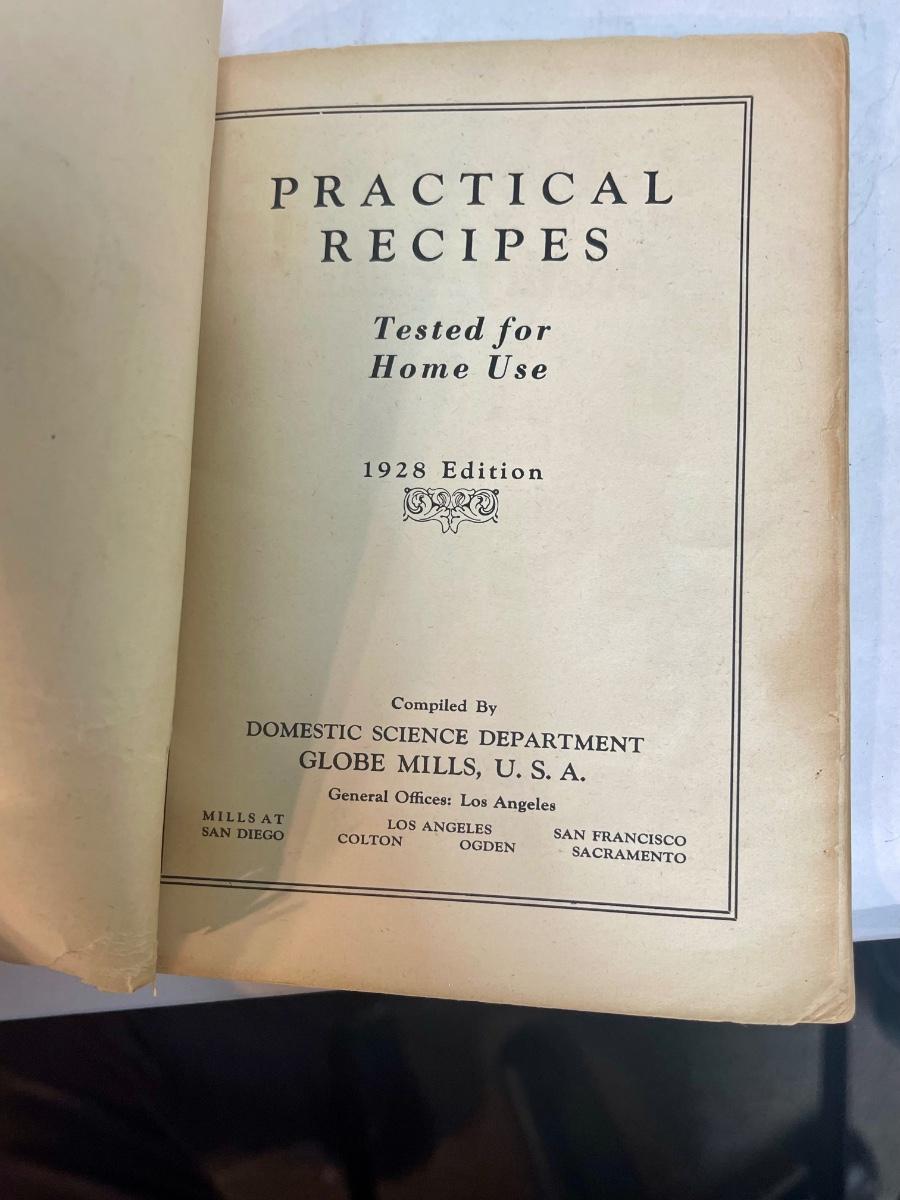 PRACTICAL
RECIPES
Tested for
Home Use
1928 Edition
Compiled By
DOMESTIC SCIENCE DEPARTMENT
GLOBE MILLS, U. S. A.
General Offices: Los Angeles
MILLS AT
SAN DIEGO
LOS ANGELES
COLTON OGDEN
SAN FRANCISCO
SACRAMENTO